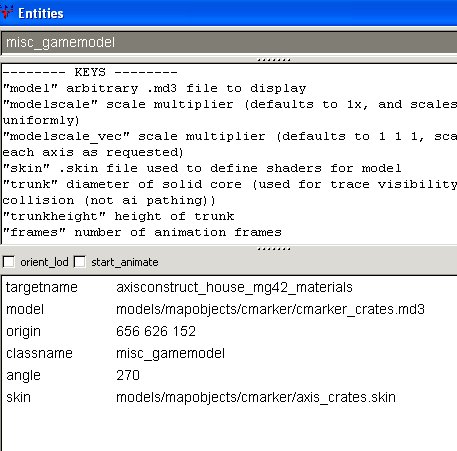 Entities
misc_gamemodel
-------- KEYS --------
"model" arbitrary .md3 file to display
"modelscale" scale multiplier (defaults to 1x, and scales
uniformly)
"modelscale_vec" scale multiplier (defaults to 1 1 1, sca
each axis as requested)
"skin" .skin file used to define shaders for model
"trunk" diameter of solid core (used for trace visibility
collision (not ai pathing))
"trunkheight" height of trunk
"frames" number of animation frames
orient_lod start_animate
targetname axisconstruct_house_mg42_materials
model models/mapobjects/cmarker/cmarker_crates.md3
origin 656 626 152
classname misc_gamemodel
angle 270
skin models/mapobjects/cmarker/axis_crates.skin